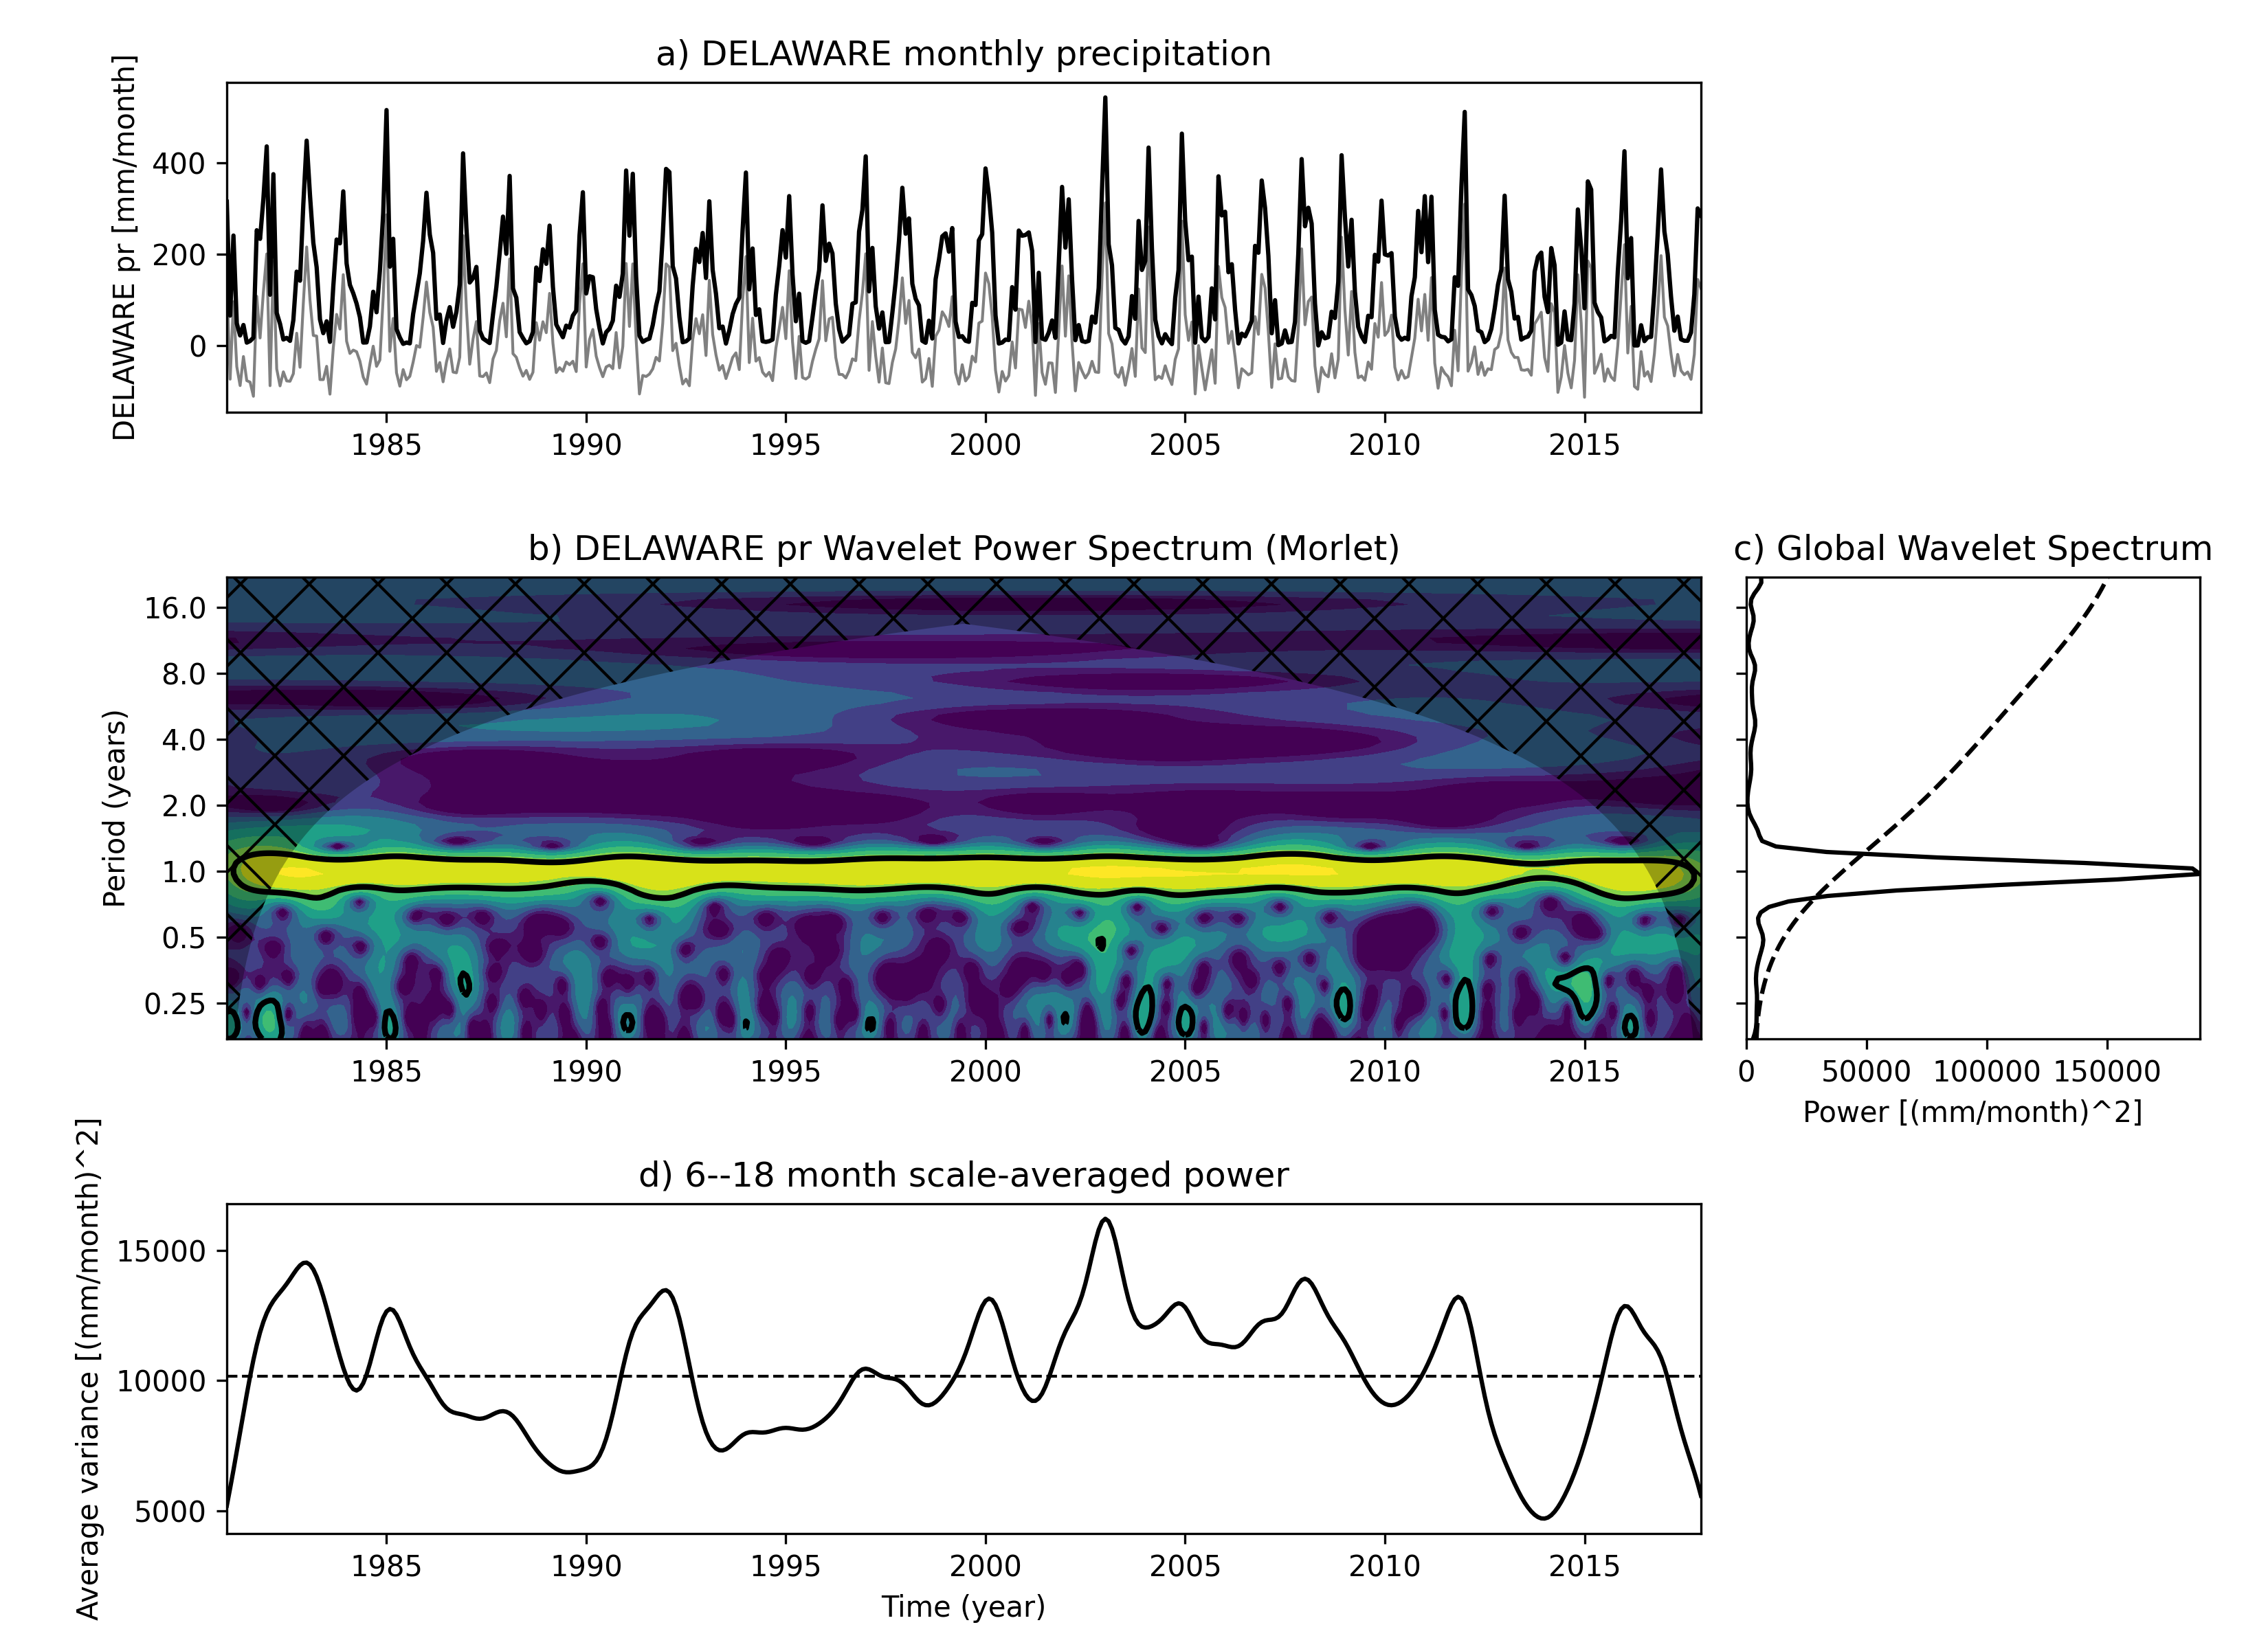 a) DELAWARE monthly precipitation
DELAWARE pr [mm/month]
400
200
0
1985 1990 1995 2000 2005 2010 2015
b) DELAWARE pr Wavelet Power Spectrum (Morlet)
Period (years)
16.0
8.0
4.0
2.0
1.0
0.5
0.25
1985 1990 1995 2000 2005 2010 2015
c) Global Wavelet Spectrum
0 50000 100000 150000
Power [(mm/month)^2]
d) 6--18 month scale-averaged power
Average variance [(mm/month)^2]
15000
10000
5000
1985 1990 1995 2000 2005 2010 2015
Time (year)